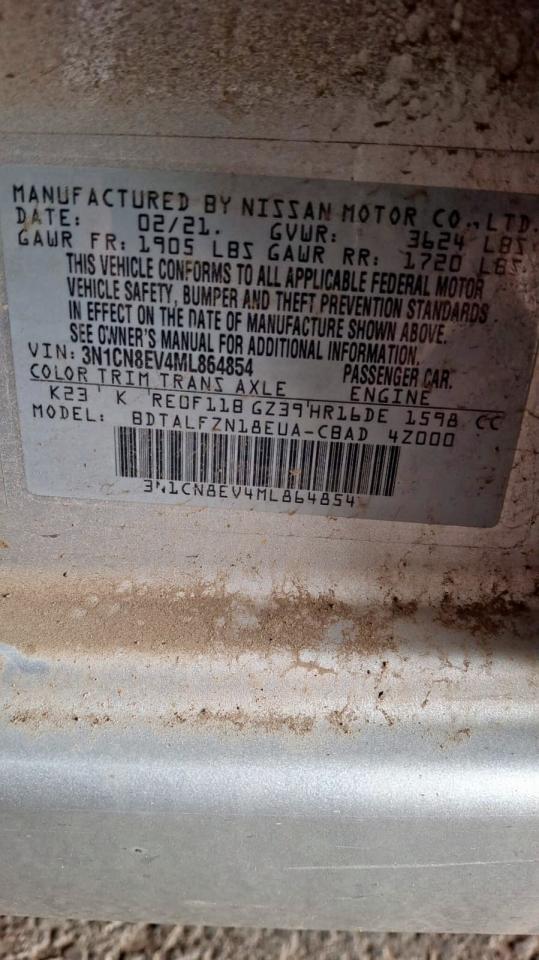 MANUFACTURED BY NISSAN MOTOR CO., LTD.
DATE: 02/21. GVWR: 3624 LBS.
GAWR FR: 1905 LBS GAWR RR: 1720 LBS.
THIS VEHICLE CONFORMS TO ALL APPLICABLE FEDERAL MOTOR
VEHICLE SAFETY, BUMPER AND THEFT PREVENTION STANDARDS
IN EFFECT ON THE DATE OF MANUFACTURE SHOWN ABOVE.
SEE OWNER'S MANUAL FOR ADDITIONAL INFORMATION.
VIN: 3N1CN8EV4ML864854 PASSENGER CAR.
COLOR TRIM TRANS AXLE ENGINE
K23 K RE0F11B GZ39 HR16DE 1598 CC
MODEL: BDTALFZN18EUA-CBAD 4Z000
3N1CN8EV4ML864854